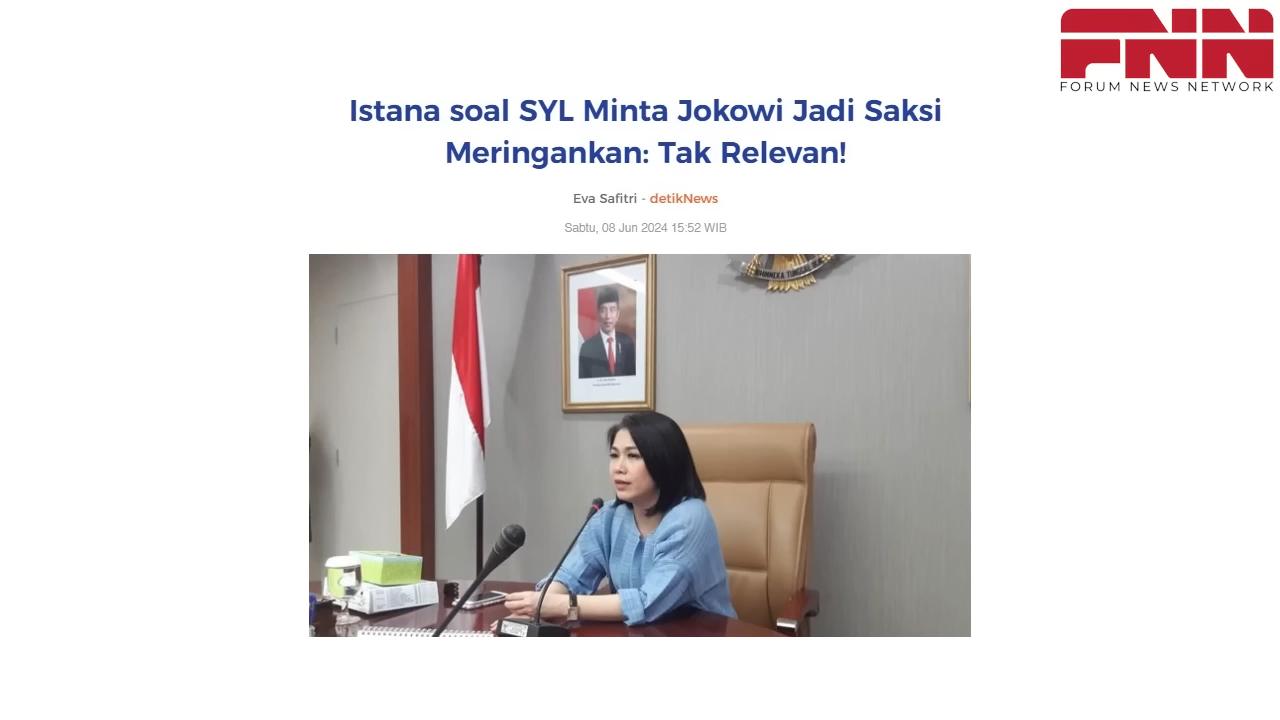 FNN
FORUM NEWS NETWORK
Istana soal SYL Minta Jokowi Jadi Saksi
Meringankan: Tak Relevan!
Eva Safitri - detikNews
Sabtu, 08 Jun 2024 15:52 WIB